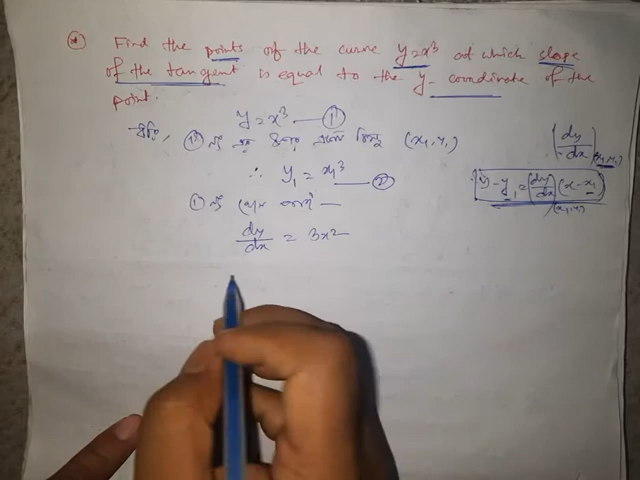 Find the points of the curve y = x³ at which slope
of the tangent is equal to the y-coordinate of the
point.
y = x³ — ①
ধরি, ① নং এর উপর (x₁, y₁)
∴ y₁ = x₁³ — ②
① নং
dy/dx = 3x²
(dy/dx)(x₁, y₁)
y - y₁ = (dy/dx)(x₁, y₁) (x - x₁)